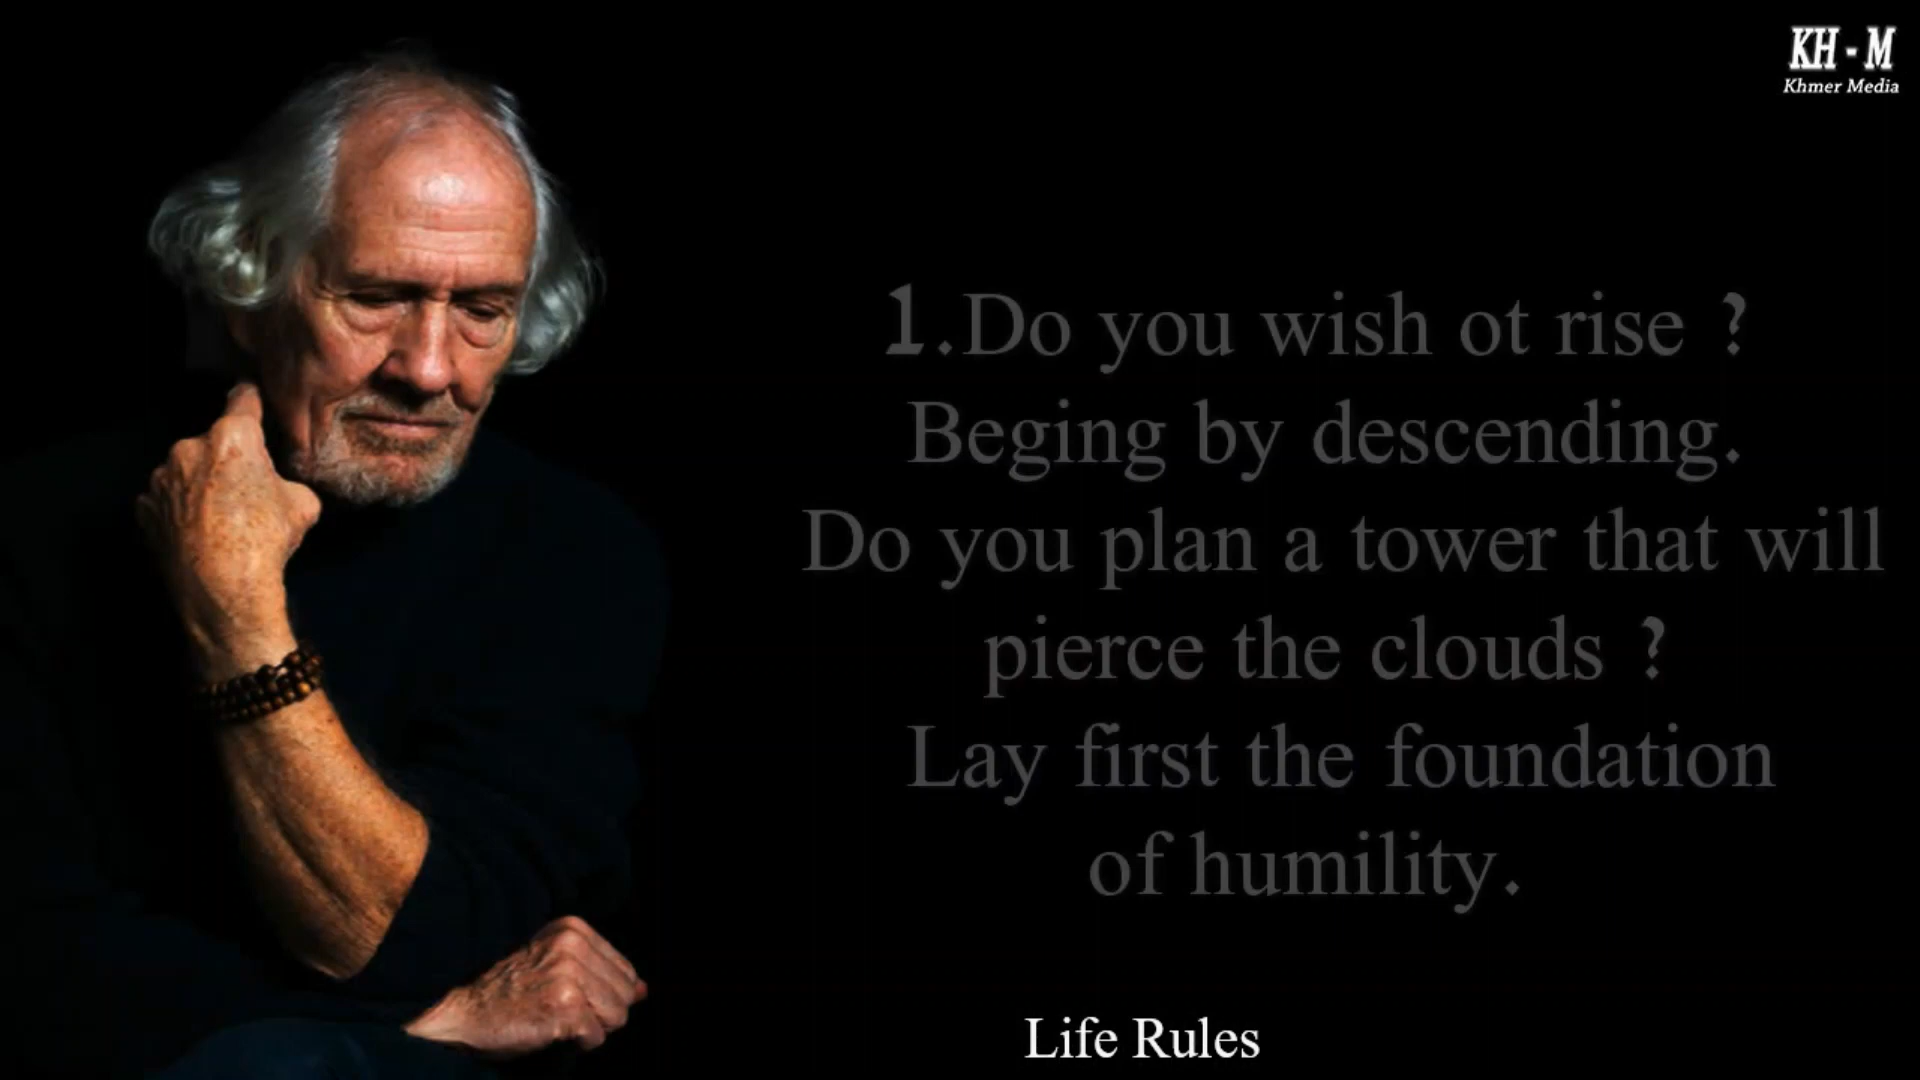 KH - M
Khmer Media
1.Do you wish ot rise ?
Beging by descending.
Do you plan a tower that will
pierce the clouds ?
Lay first the foundation
of humility.
Life Rules